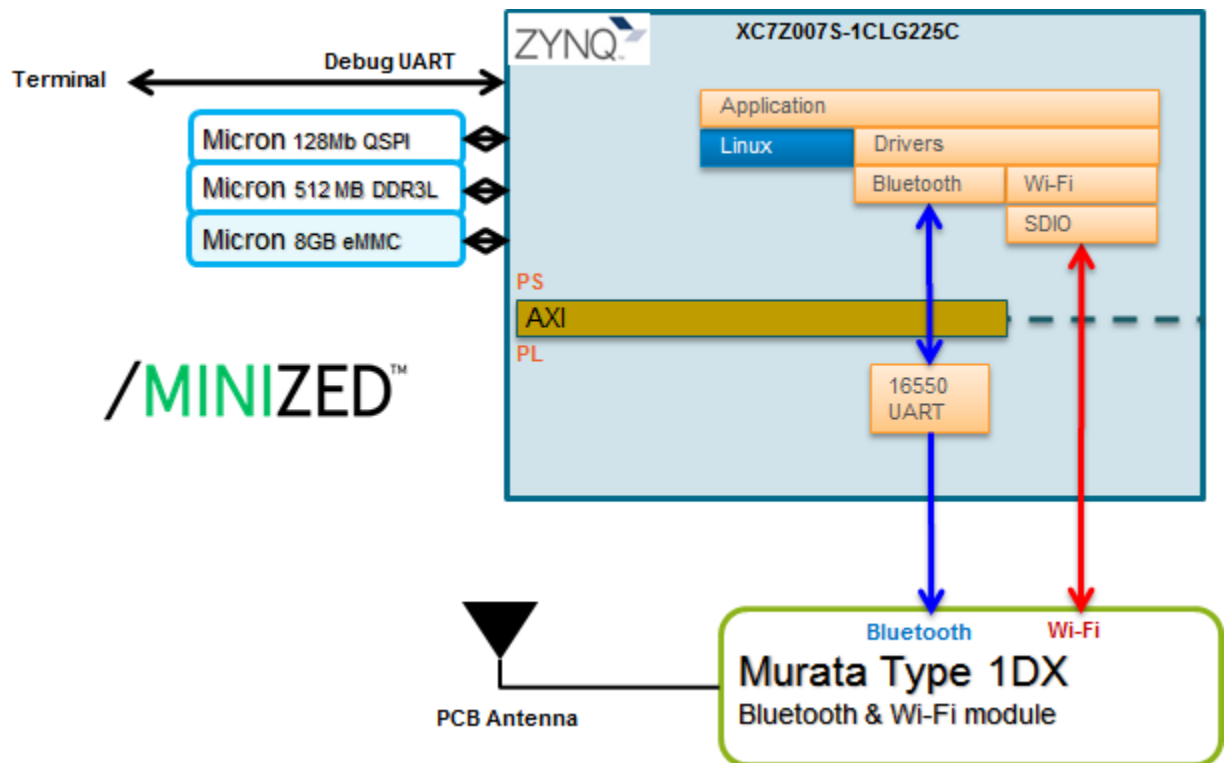 ZYNQ™
XC7Z007S-1CLG225C
Debug UART
Terminal
Micron 128Mb QSPI
Micron 512 MB DDR3L
Micron 8GB eMMC
Application
Linux
Drivers
Bluetooth
Wi-Fi
SDIO
PS
AXI
PL
/MINIZED™
16550
UART
Bluetooth
Wi-Fi
Murata Type 1DX
Bluetooth & Wi-Fi module
PCB Antenna